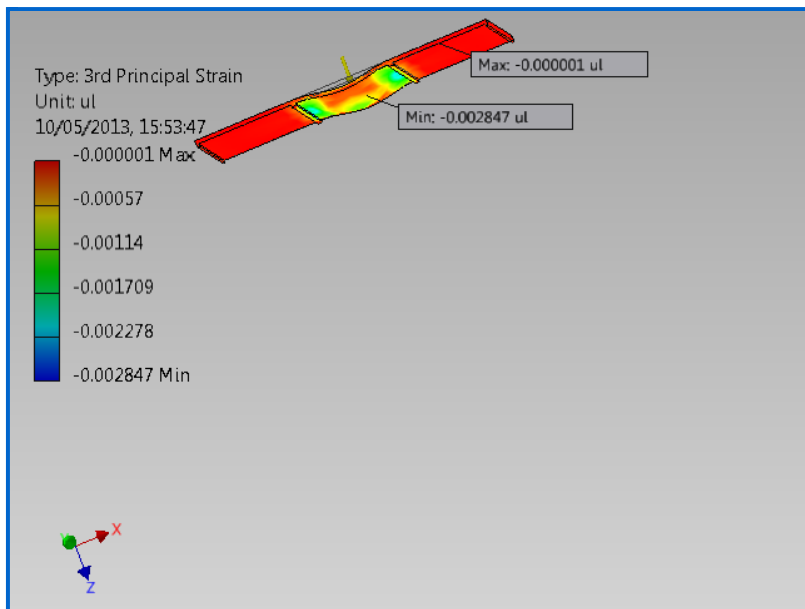 Type: 3rd Principal Strain
Unit: ul
10/05/2013, 15:53:47
-0.000001 Max
-0.00057
-0.00114
-0.001709
-0.002278
-0.002847 Min
Max: -0.000001 ul
Min: -0.002847 ul
X
Z